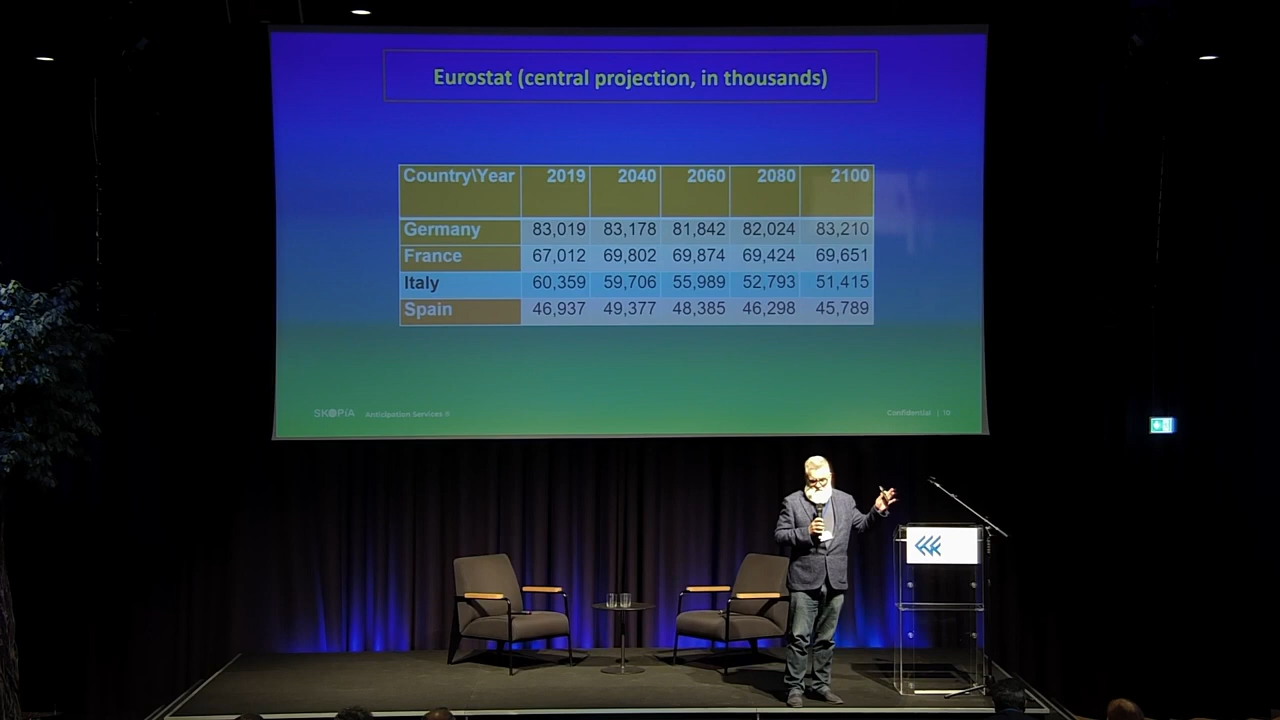 Eurostat (central projection, in thousands)
Country\Year 2019 2040 2060 2080 2100
Germany 83,019 83,178 81,842 82,024 83,210
France 67,012 69,802 69,874 69,424 69,651
Italy 60,359 59,706 55,989 52,793 51,415
Spain 46,937 49,377 48,385 46,298 45,789
SKOPiA Anticipation Services ® Confidential | 10